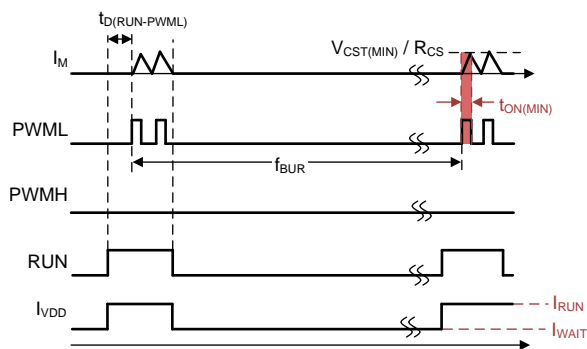 tD(RUN-PWML)
IM
VCST(MIN) / RCS
tON(MIN)
PWML
fBUR
PWMH
RUN
IVDD
IRUN
IWAIT